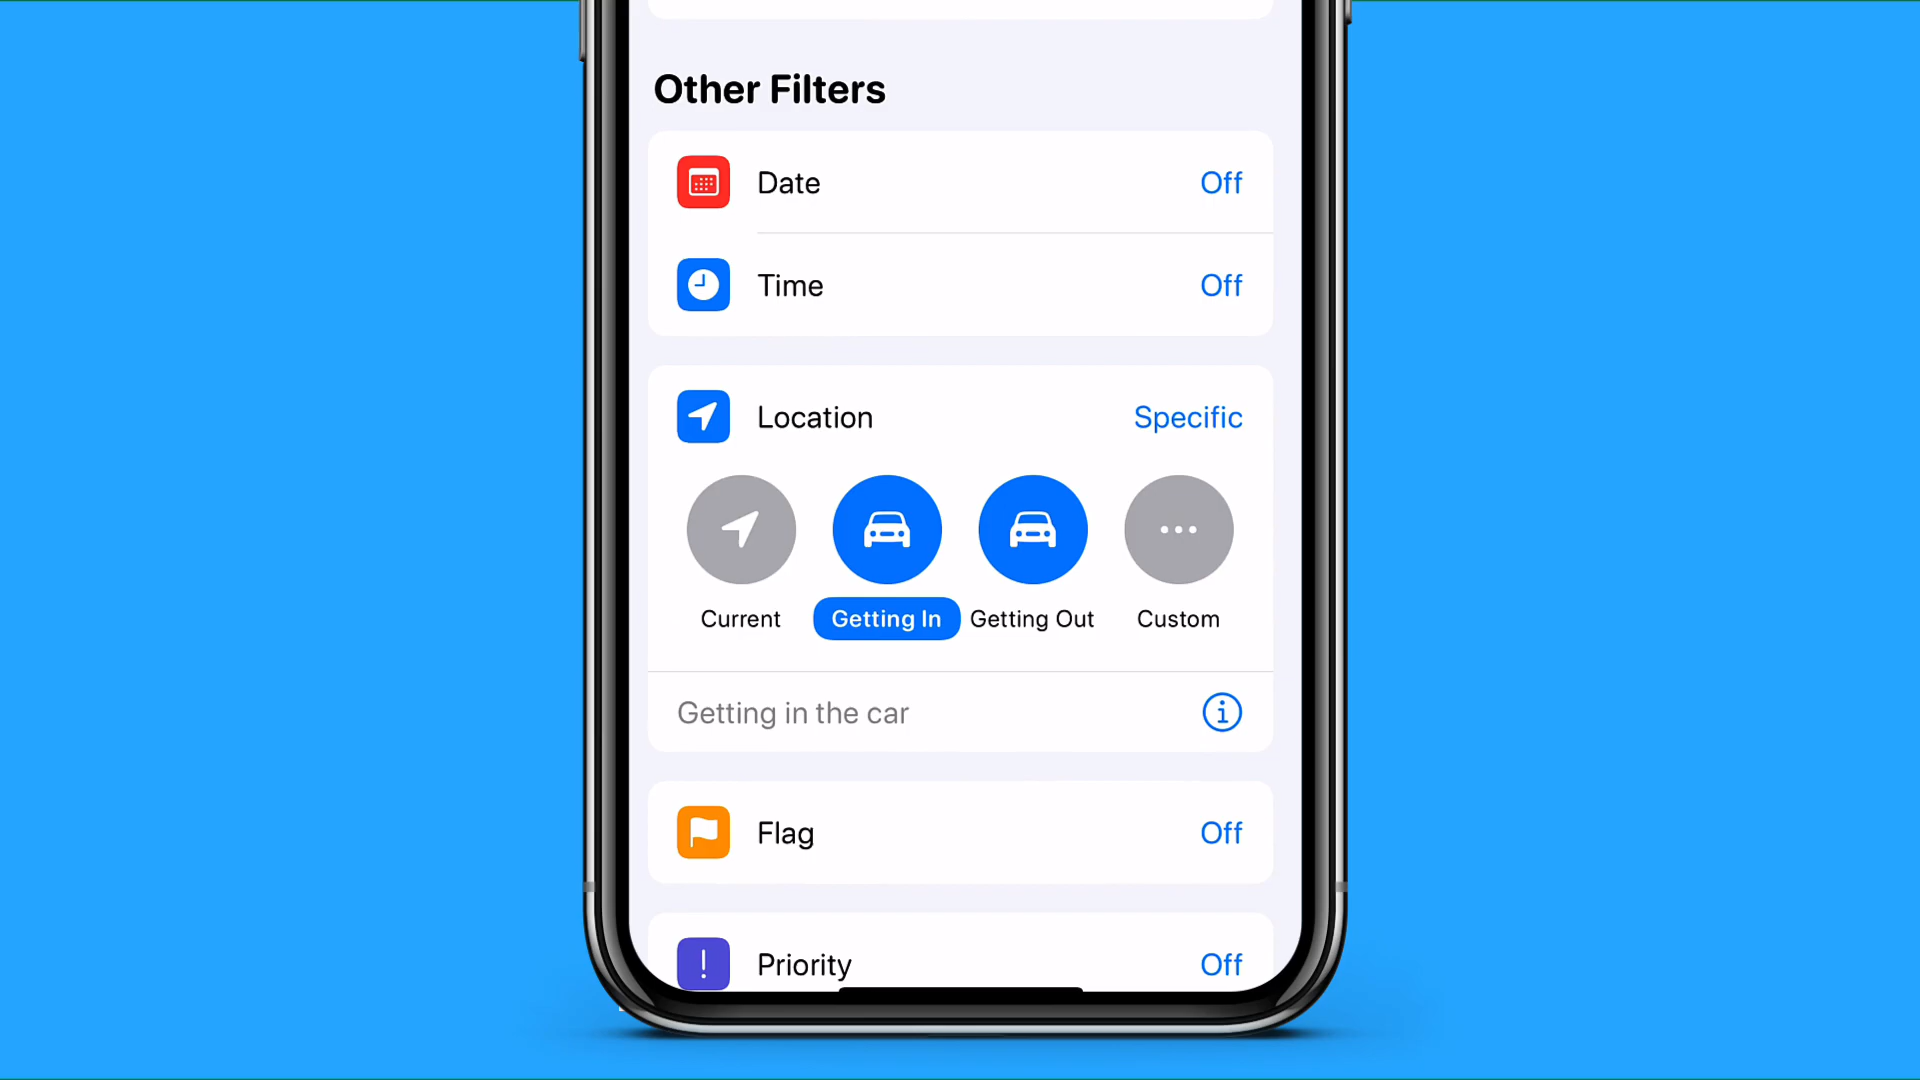 Other Filters
Date Off
Time Off
Location Specific
Current Getting In Getting Out Custom
Getting in the car
Flag Off
Priority Off